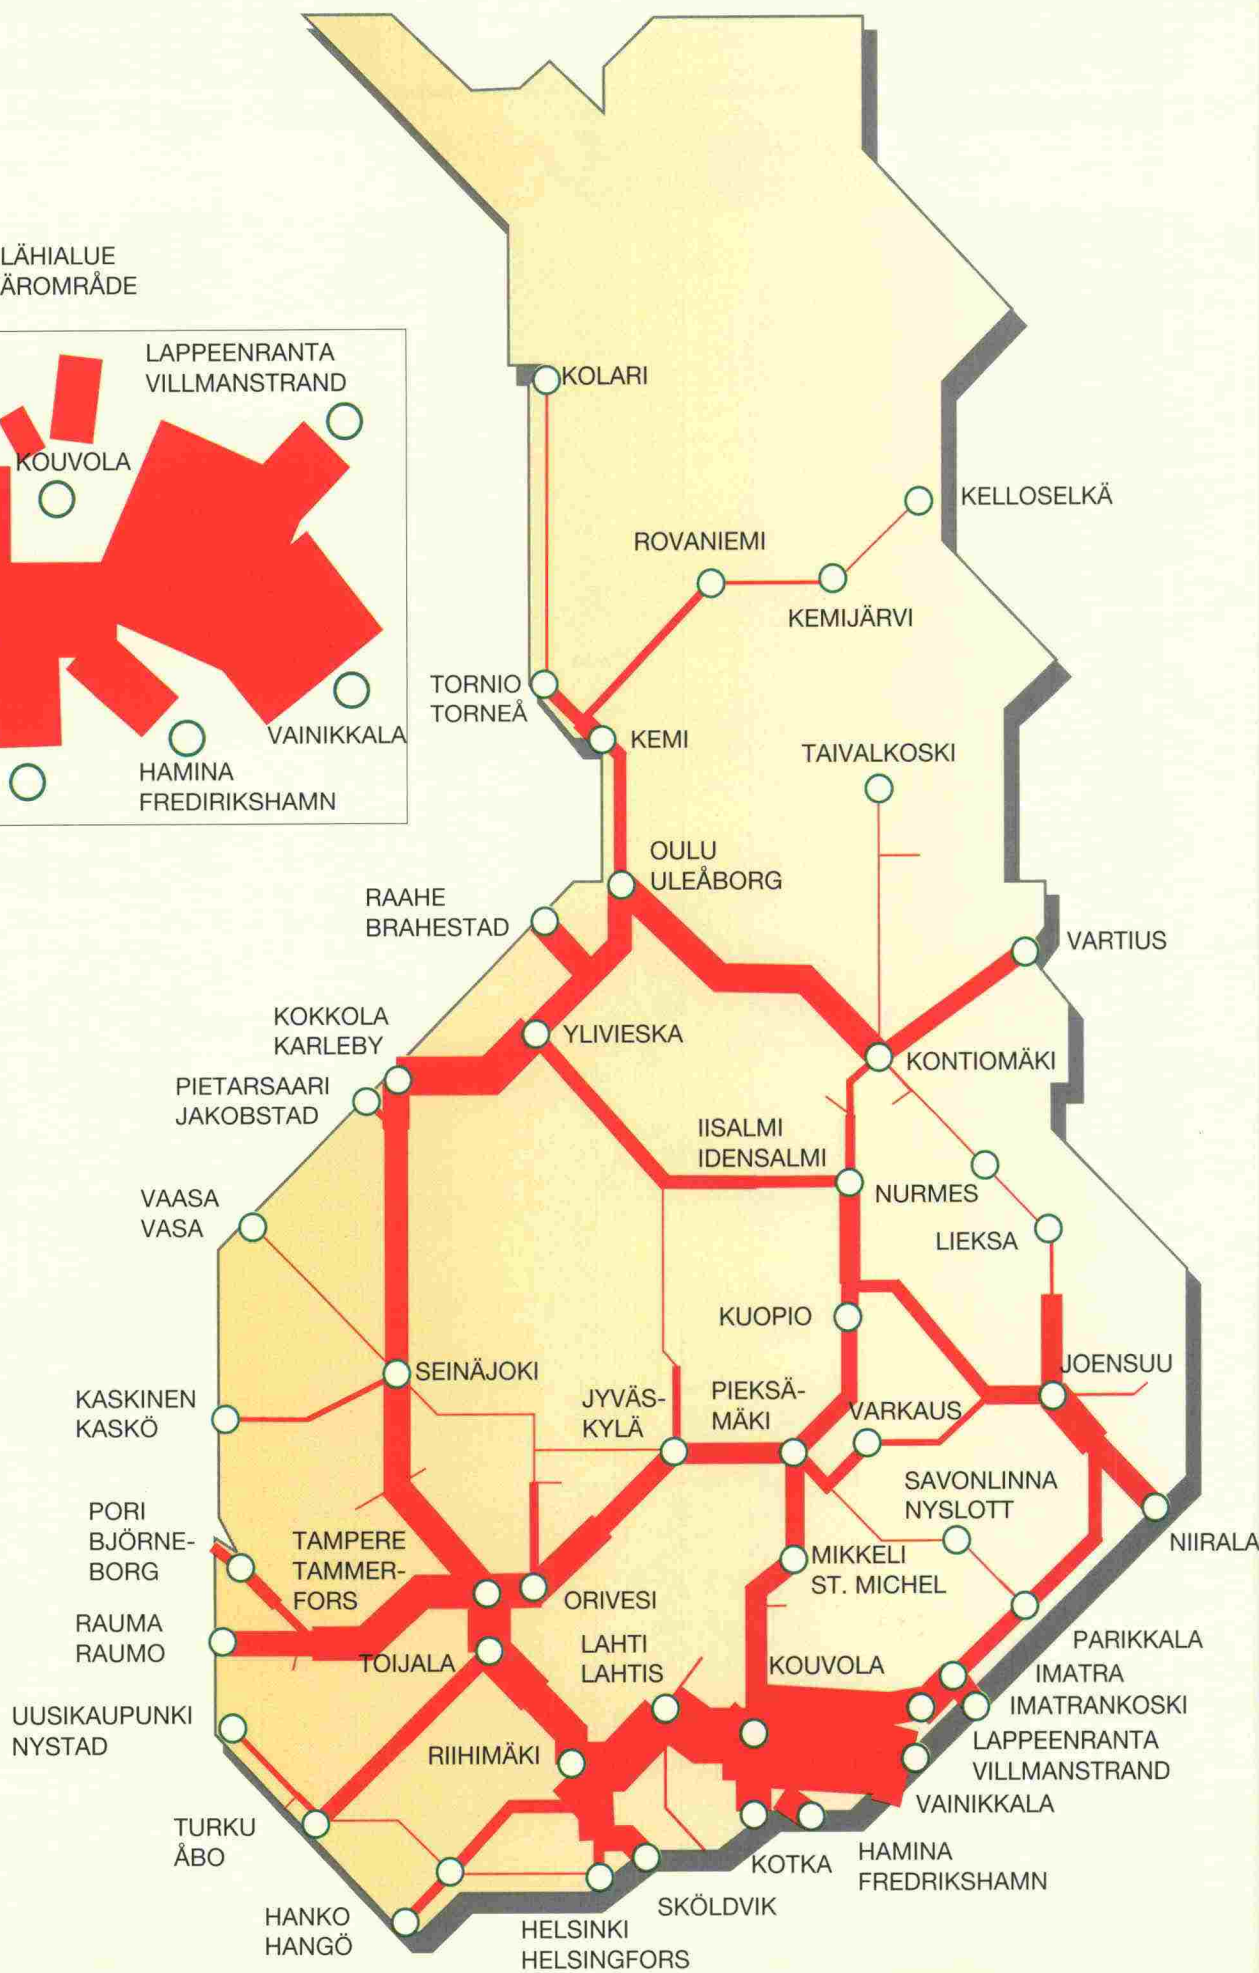 LÄHIALUE
ÄROMRÅDE
LAPPEENRANTA
VILLMANSTRAND
KOUVOLA
VAINIKKALA
HAMINA
FREDIRIKSHAMN
KOLARI
KELLOSELKÄ
ROVANIEMI
KEMIJÄRVI
TORNIO
TORNEÅ
KEMI
TAIVALKOSKI
OULU
ULEÅBORG
RAAHE
BRAHESTAD
VARTIUS
KOKKOLA
KARLEBY
YLIVIESKA
KONTIOMÄKI
PIETARSAARI
JAKOBSTAD
IISALMI
IDENSALMI
NURMES
VAASA
VASA
LIEKSA
KUOPIO
SEINÄJOKI
JOENSUU
KASKINEN
KASKÖ
JYVÄS-
KYLÄ
PIEKSÄ-
MÄKI
VARKAUS
SAVONLINNA
NYSLOTT
PORI
BJÖRNE-
BORG
TAMPERE
TAMMER-
FORS
NIIRALA
MIKKELI
ST. MICHEL
ORIVESI
RAUMA
RAUMO
TOIJALA
LAHTI
LAHTIS
KOUVOLA
PARIKKALA
IMATRA
IMATRANKOSKI
UUSIKAUPUNKI
NYSTAD
RIIHIMÄKI
LAPPEENRANTA
VILLMANSTRAND
VAINIKKALA
TURKU
ÅBO
KOTKA
HAMINA
FREDRIKSHAMN
SKÖLDVIK
HANKO
HANGÖ
HELSINKI
HELSINGFORS